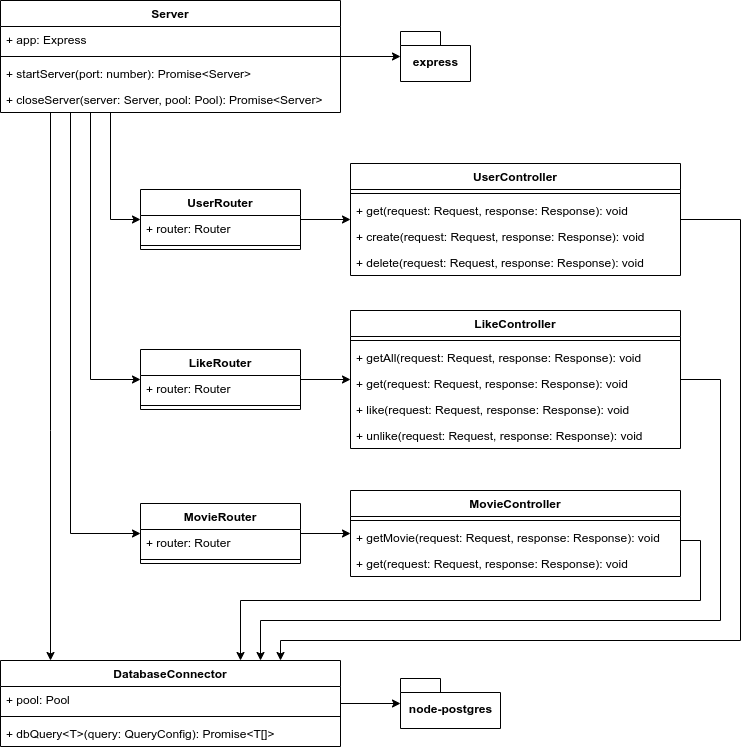 Server
+ app: Express
+ startServer(port: number): Promise<Server>
+ closeServer(server: Server, pool: Pool): Promise<Server>
express
UserRouter
+ router: Router
UserController
+ get(request: Request, response: Response): void
+ create(request: Request, response: Response): void
+ delete(request: Request, response: Response): void
LikeRouter
+ router: Router
LikeController
+ getAll(request: Request, response: Response): void
+ get(request: Request, response: Response): void
+ like(request: Request, response: Response): void
+ unlike(request: Request, response: Response): void
MovieRouter
+ router: Router
MovieController
+ getMovie(request: Request, response: Response): void
+ get(request: Request, response: Response): void
DatabaseConnector
+ pool: Pool
+ dbQuery<T>(query: QueryConfig): Promise<T[]>
node-postgres